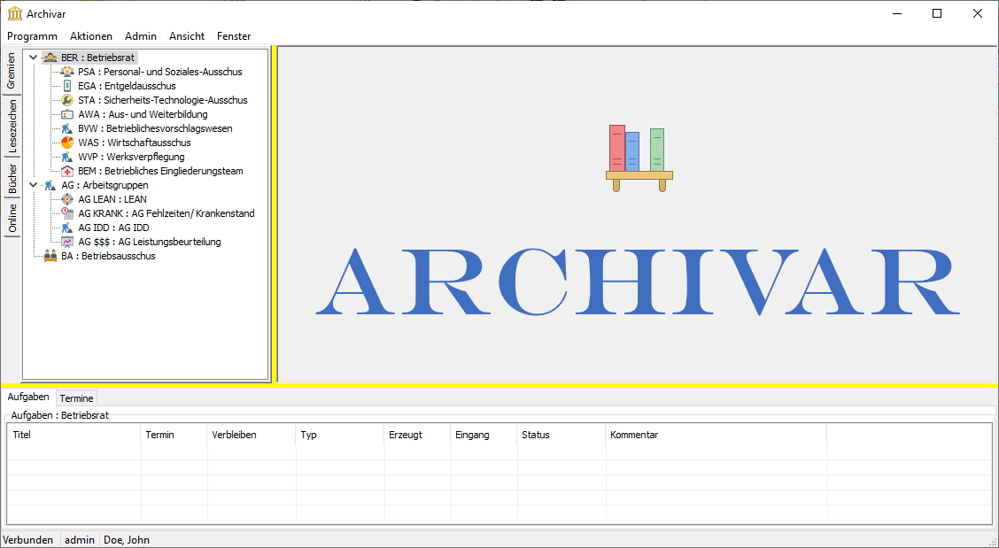 Archivar
Programm Aktionen Admin Ansicht Fenster
Gremien
Lesezeichen
Bücher
Online
BER : Betriebsrat
PSA : Personal- und Soziales-Ausschus
EGA : Entgeldausschus
STA : Sicherheits-Technologie-Ausschus
AWA : Aus- und Weiterbildung
BVW : Betrieblichesvorschlagswesen
WAS : Wirtschaftausschus
WVP : Werksverpflegung
BEM : Betriebliches Eingliederungsteam
AG : Arbeitsgruppen
AG LEAN : LEAN
AG KRANK : AG Fehlzeiten/ Krankenstand
AG IDD : AG IDD
AG $$$ : AG Leistungsbeurteilung
BA : Betriebsausschus
ARCHIVAR
Aufgaben Termine
Aufgaben : Betriebsrat
Titel Termin Verbleiben Typ Erzeugt Eingang Status Kommentar
Verbunden admin Doe, John